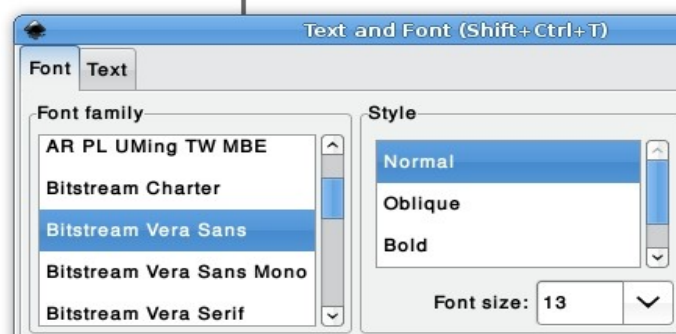 Text and Font (Shift+Ctrl+T)
Font Text
Font family
AR PL UMing TW MBE
Bitstream Charter
Bitstream Vera Sans
Bitstream Vera Sans Mono
Bitstream Vera Serif
Style
Normal
Oblique
Bold
Font size: 13